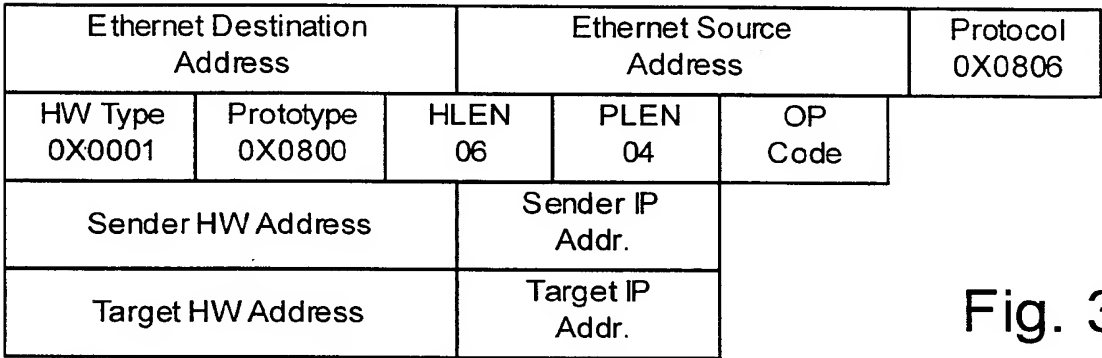 Ethernet Destination
Address
Ethernet Source
Address
Protocol
0X0806
HW Type
0X0001
Prototype
0X0800
HLEN
06
PLEN
04
OP
Code
Sender HW Address
Sender IP
Addr.
Target HW Address
Target IP
Addr.
Fig. 3